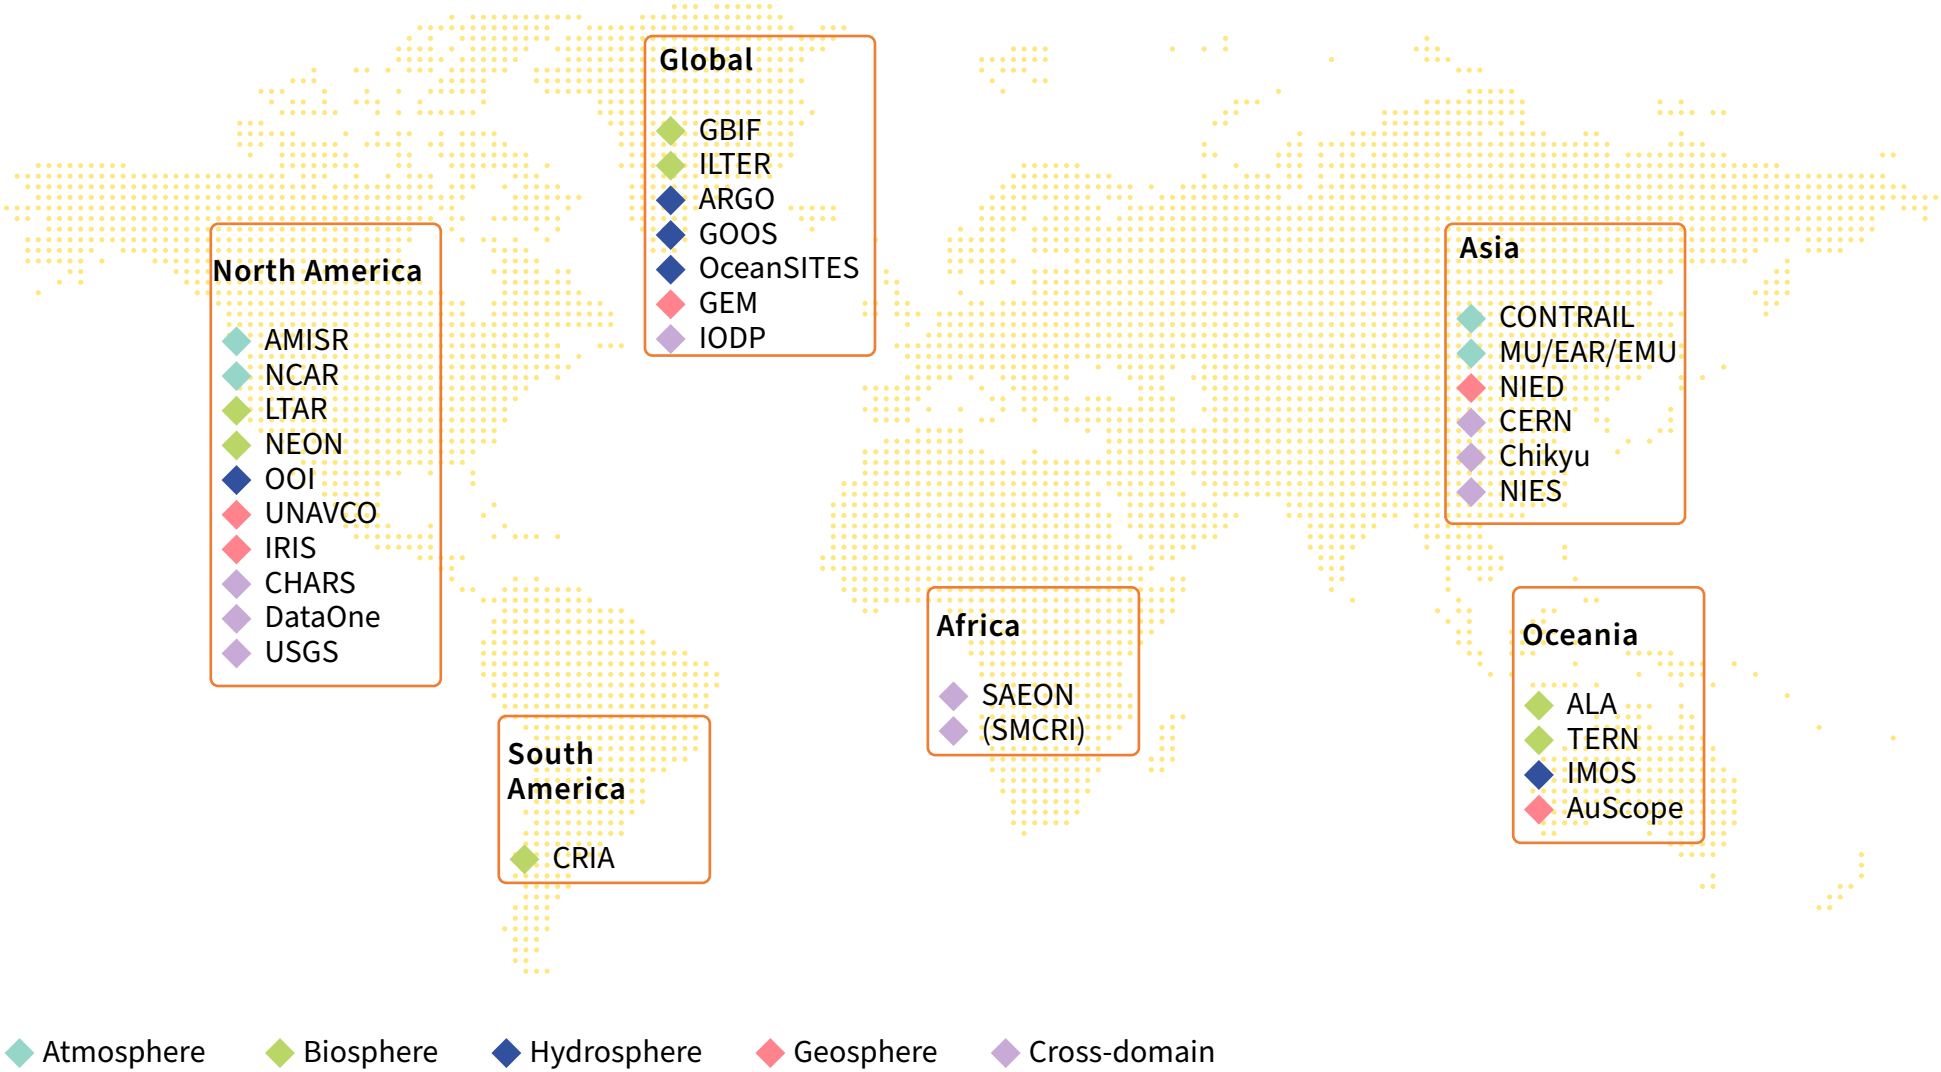 Global
GBIF
ILTER
ARGO
GOOS
OceanSITES
GEM
IODP
North America
AMISR
NCAR
LTAR
NEON
OOI
UNAVCO
IRIS
CHARS
DataOne
USGS
Asia
CONTRAIL
MU/EAR/EMU
NIED
CERN
Chikyu
NIES
South
America
CRIA
Africa
SAEON
(SMCRI)
Oceania
ALA
TERN
IMOS
AuScope
Atmosphere
Biosphere
Hydrosphere
Geosphere
Cross-domain